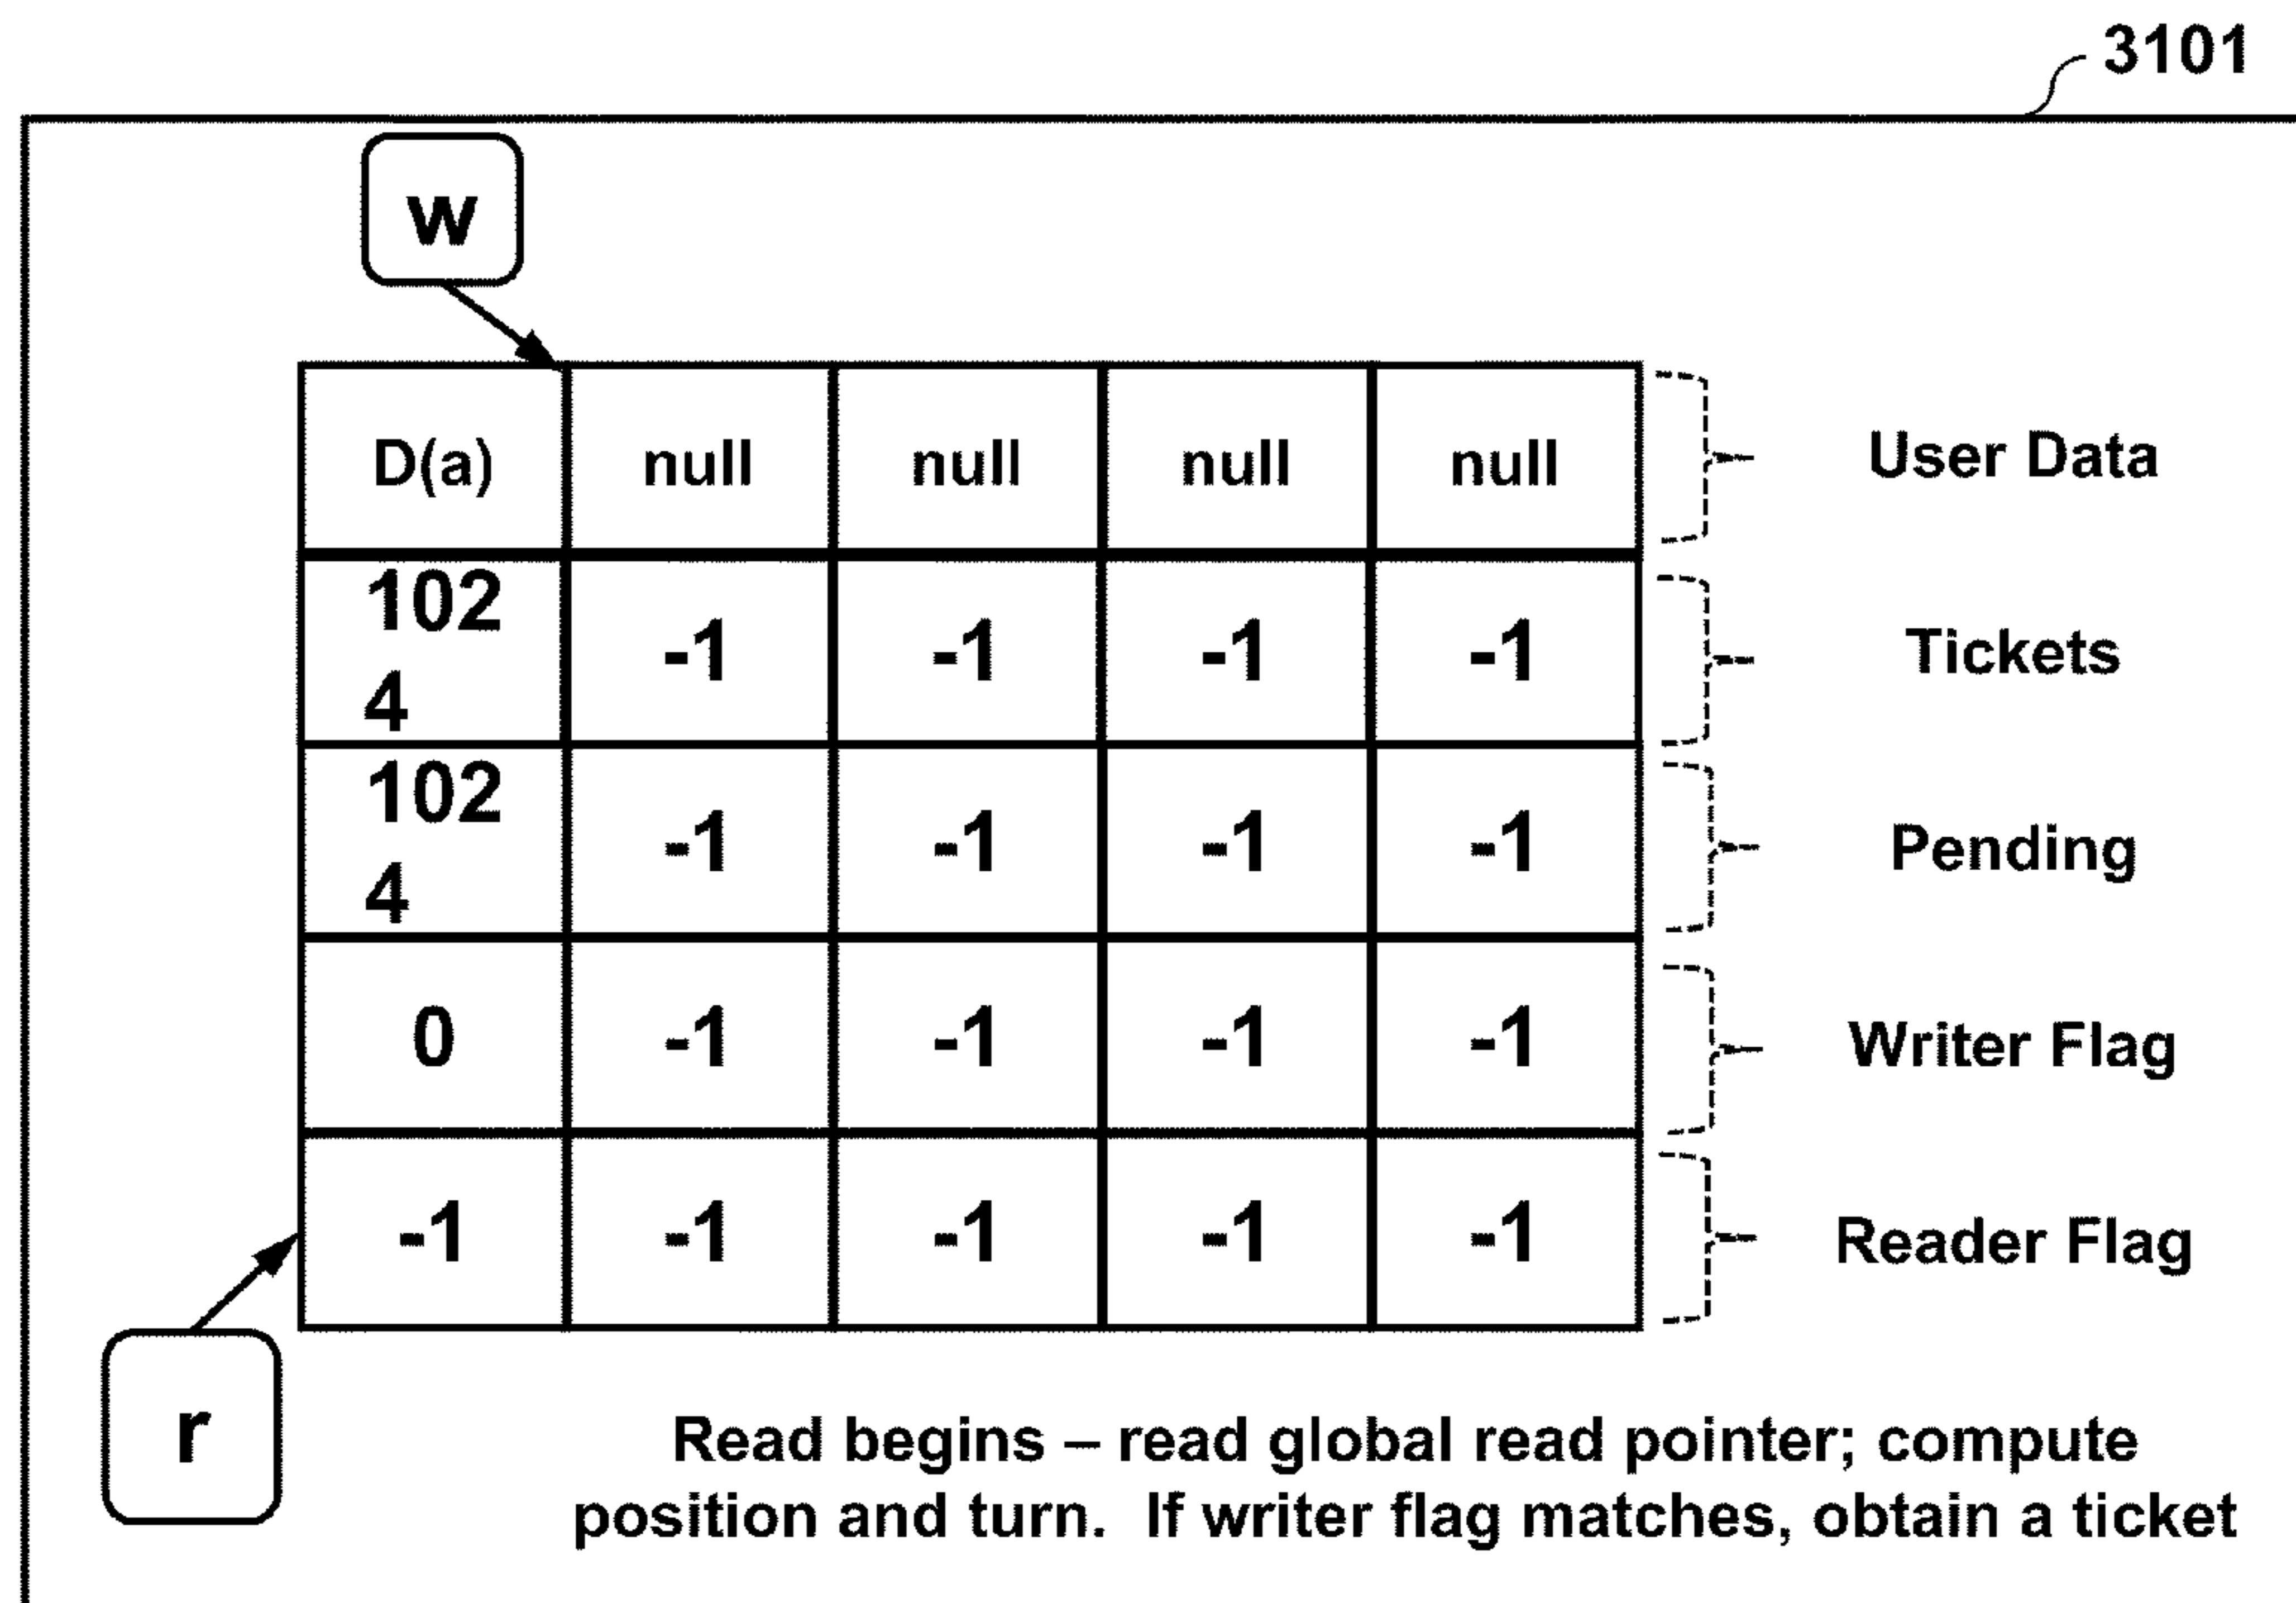 3101
w
D(a) null null null null User Data
102
4 -1 -1 -1 -1 Tickets
102
4 -1 -1 -1 -1 Pending
0 -1 -1 -1 -1 Writer Flag
-1 -1 -1 -1 -1 Reader Flag
r
Read begins – read global read pointer; compute
position and turn. If writer flag matches, obtain a ticket